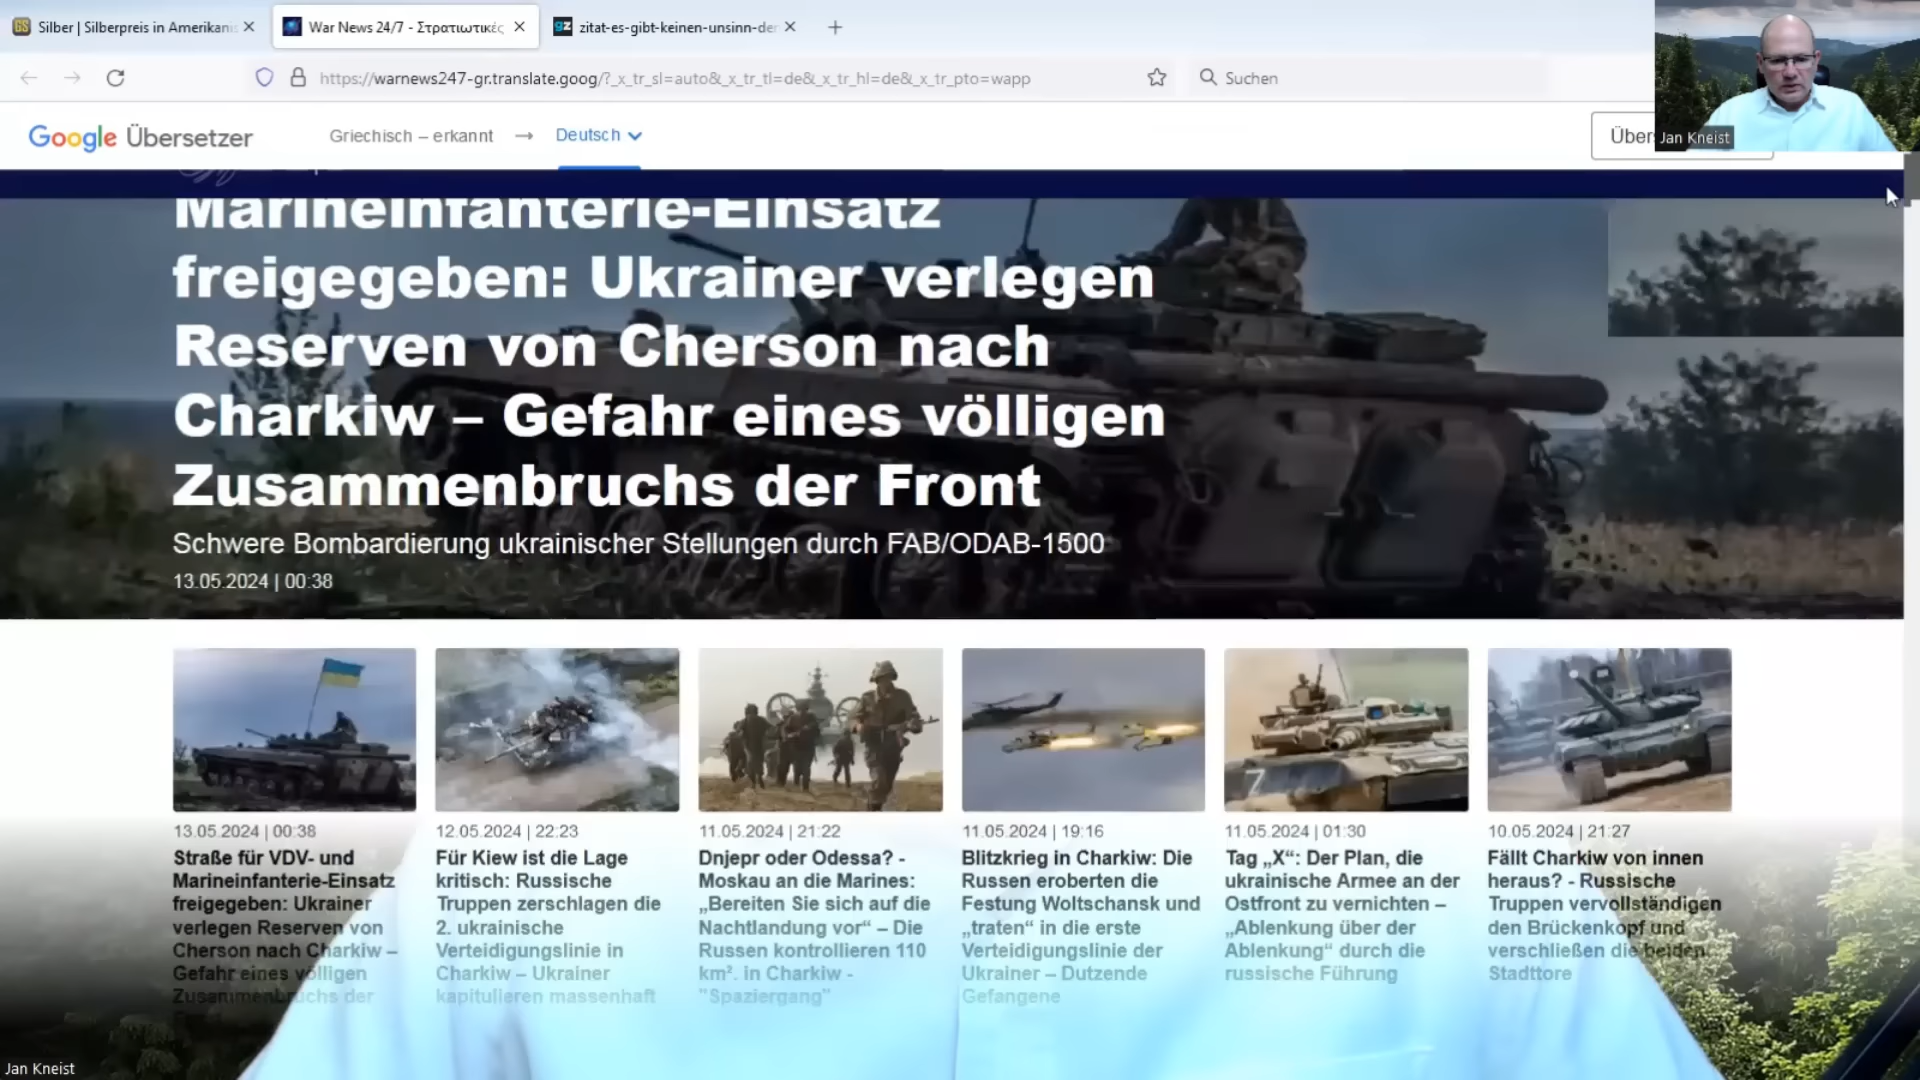 Silber | Silberpreis in Amerikanis
War News 24/7 - Στρατιωτικές
zitat-es-gibt-keinen-unsinn-der
https://warnews247-gr.translate.goog/?_x_tr_sl=auto&_x_tr_tl=de&_x_tr_hl=de&_x_tr_pto=wapp
Suchen
Google Übersetzer
Griechisch – erkannt → Deutsch
Jan Kneist
Marineinfanterie-Einsatz
freigegeben: Ukrainer verlegen
Reserven von Cherson nach
Charkiw – Gefahr eines völligen
Zusammenbruchs der Front
Schwere Bombardierung ukrainischer Stellungen durch FAB/ODAB-1500
13.05.2024 | 00:38
13.05.2024 | 00:38
Straße für VDV- und
Marineinfanterie-Einsatz
freigegeben: Ukrainer
verlegen Reserven von
Cherson nach Charkiw –
Gefahr eines völligen
Zusammenbruchs der
12.05.2024 | 22:23
Für Kiew ist die Lage
kritisch: Russische
Truppen zerschlagen die
2. ukrainische
Verteidigungslinie in
Charkiw – Ukrainer
kapitulieren massenhaft
11.05.2024 | 21:22
Dnjepr oder Odessa? -
Moskau an die Marines:
„Bereiten Sie sich auf die
Nachtlandung vor“ – Die
Russen kontrollieren 110
km². in Charkiw -
"Spaziergang"
11.05.2024 | 19:16
Blitzkrieg in Charkiw: Die
Russen eroberten die
Festung Woltschansk und
„traten“ in die erste
Verteidigungslinie der
Ukrainer – Dutzende
Gefangene
11.05.2024 | 01:30
Tag „X“: Der Plan, die
ukrainische Armee an der
Ostfront zu vernichten –
„Ablenkung über der
Ablenkung“ durch die
russische Führung
10.05.2024 | 21:27
Fällt Charkiw von innen
heraus? - Russische
Truppen vervollständigen
den Brückenkopf und
verschließen die beiden
Stadttore
Jan Kneist